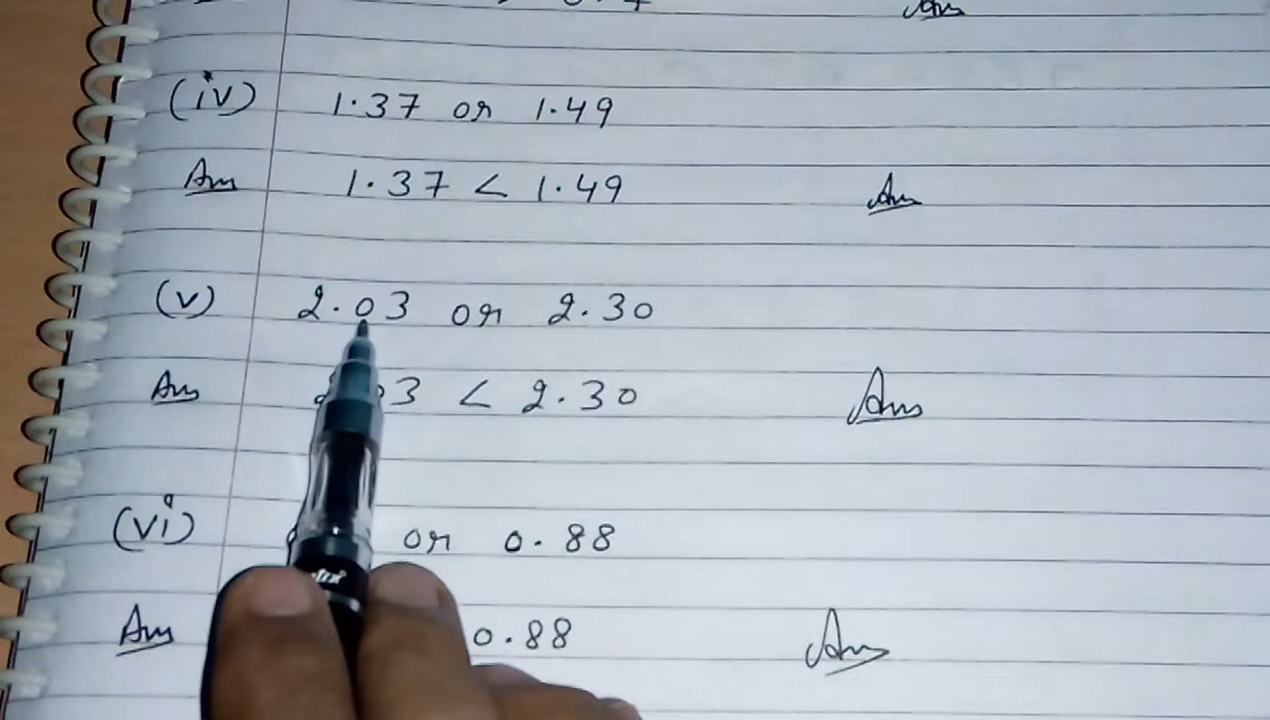 (iv) 1.37 or 1.49
Ans 1.37 < 1.49 Ans
(v) 2.03 or 2.30
Ans 03 < 2.30 Ans
(vi) or 0.88
Ans 0.88 Ans